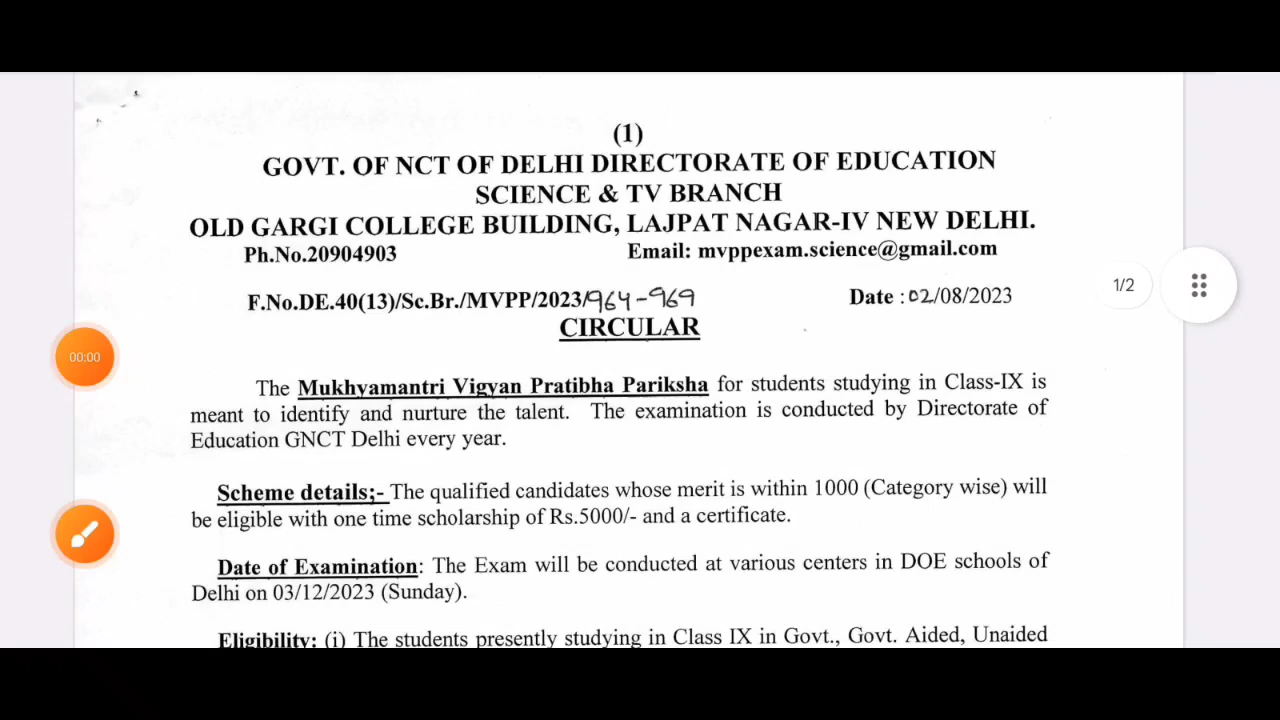 (1)
GOVT. OF NCT OF DELHI DIRECTORATE OF EDUCATION
SCIENCE & TV BRANCH
OLD GARGI COLLEGE BUILDING, LAJPAT NAGAR-IV NEW DELHI.
Ph.No.20904903 Email: mvppexam.science@gmail.com
F.No.DE.40(13)/Sc.Br./MVPP/2023/964-969 Date : 02/08/2023
1/2
CIRCULAR
00:00
The Mukhyamantri Vigyan Pratibha Pariksha for students studying in Class-IX is
meant to identify and nurture the talent. The examination is conducted by Directorate of
Education GNCT Delhi every year.
Scheme details;- The qualified candidates whose merit is within 1000 (Category wise) will
be eligible with one time scholarship of Rs.5000/- and a certificate.
Date of Examination: The Exam will be conducted at various centers in DOE schools of
Delhi on 03/12/2023 (Sunday).
Eligibility: (i) The students presently studying in Class IX in Govt., Govt. Aided, Unaided